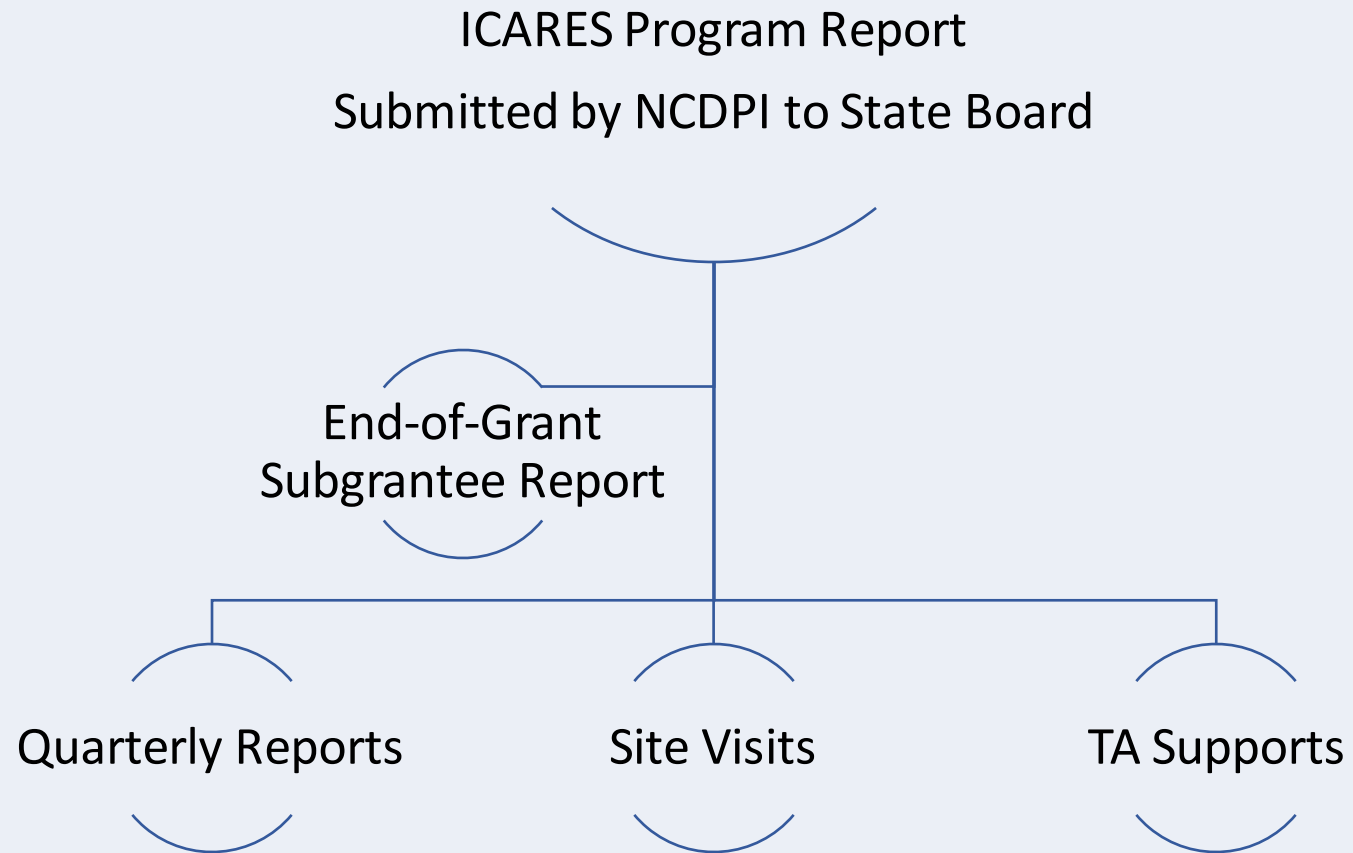 ICARES Program Report
Submitted by NCDPI to State Board
End-of-Grant
Subgrantee Report
Quarterly Reports
Site Visits
TA Supports